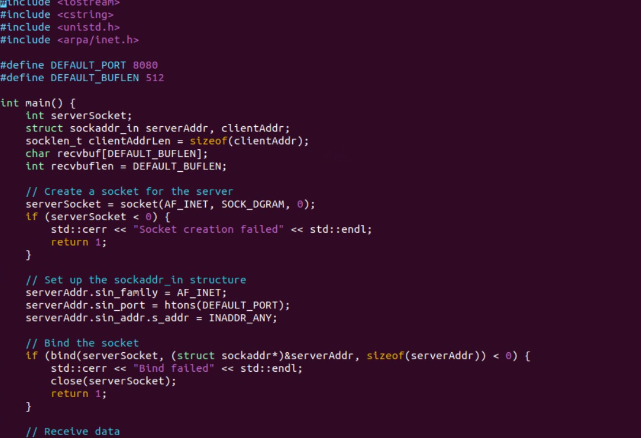 #include <iostream>
#include <cstring>
#include <unistd.h>
#include <arpa/inet.h>

#define DEFAULT_PORT 8080
#define DEFAULT_BUFLEN 512

int main() {
    int serverSocket;
    struct sockaddr_in serverAddr, clientAddr;
    socklen_t clientAddrLen = sizeof(clientAddr);
    char recvbuf[DEFAULT_BUFLEN];
    int recvbuflen = DEFAULT_BUFLEN;

    // Create a socket for the server
    serverSocket = socket(AF_INET, SOCK_DGRAM, 0);
    if (serverSocket < 0) {
        std::cerr << "Socket creation failed" << std::endl;
        return 1;
    }

    // Set up the sockaddr_in structure
    serverAddr.sin_family = AF_INET;
    serverAddr.sin_port = htons(DEFAULT_PORT);
    serverAddr.sin_addr.s_addr = INADDR_ANY;

    // Bind the socket
    if (bind(serverSocket, (struct sockaddr*)&serverAddr, sizeof(serverAddr)) < 0) {
        std::cerr << "Bind failed" << std::endl;
        close(serverSocket);
        return 1;
    }

    // Receive data